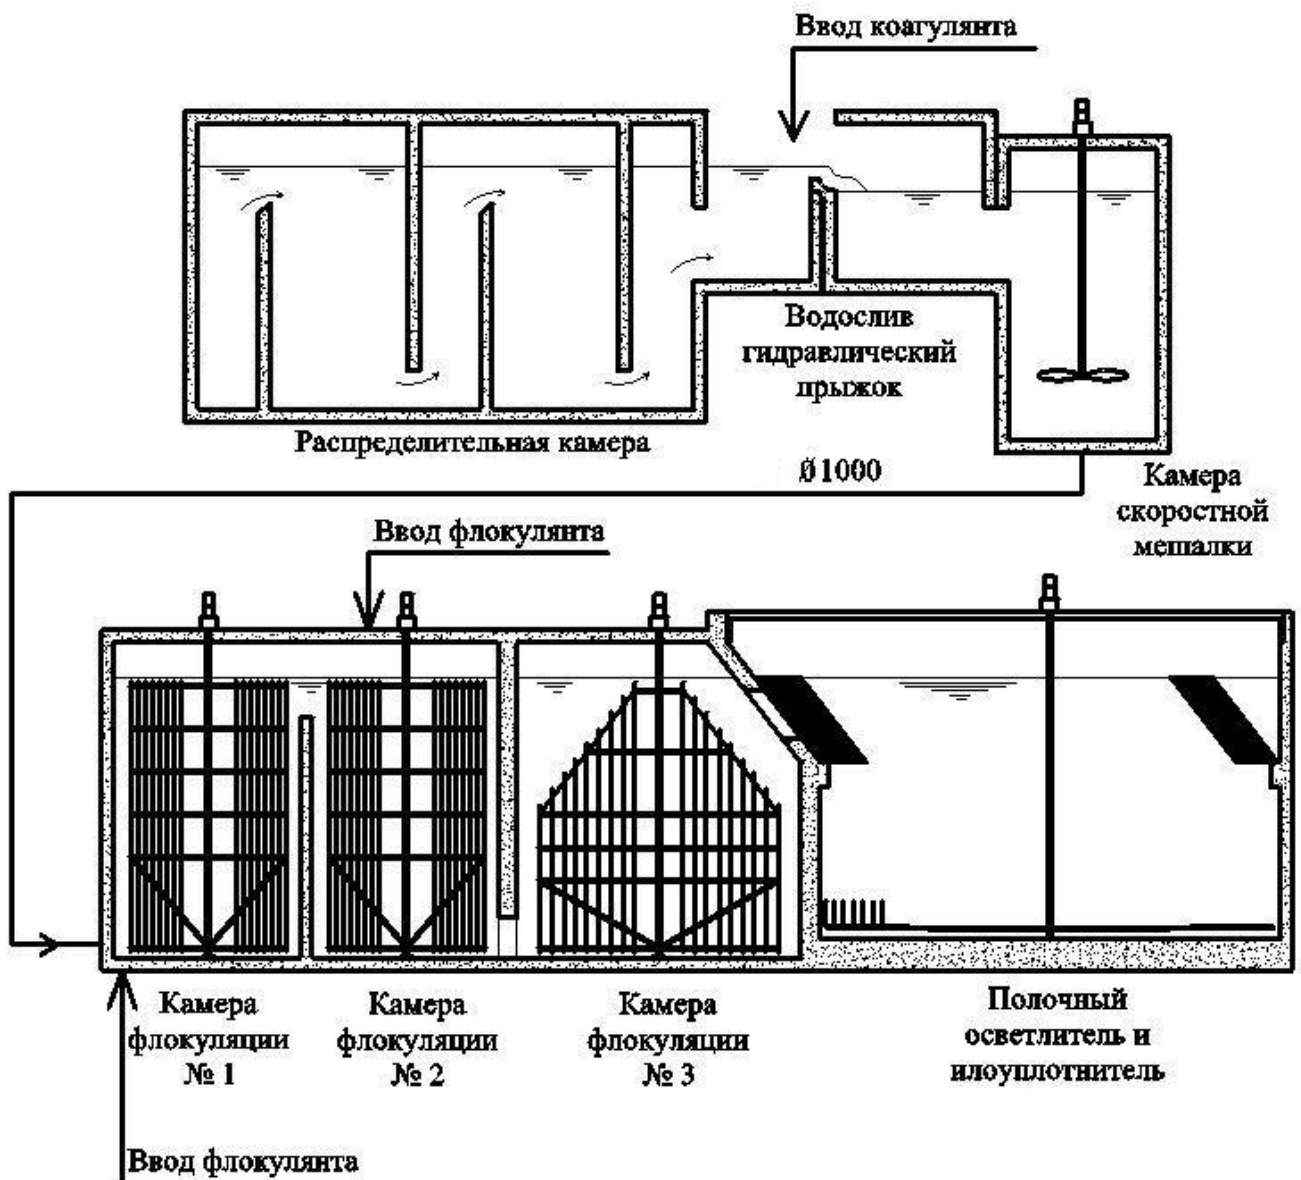 Ввод коагулянта
Водослив
гидравлический
прыжок
Распределительная камера
Ø1000
Камера
скоростной
мешалки
Ввод флокулянта
Камера
флокуляции
№ 1
Камера
флокуляции
№ 2
Камера
флокуляции
№ 3
Полочный
осветлитель и
илоуплотнитель
Ввод флокулянта